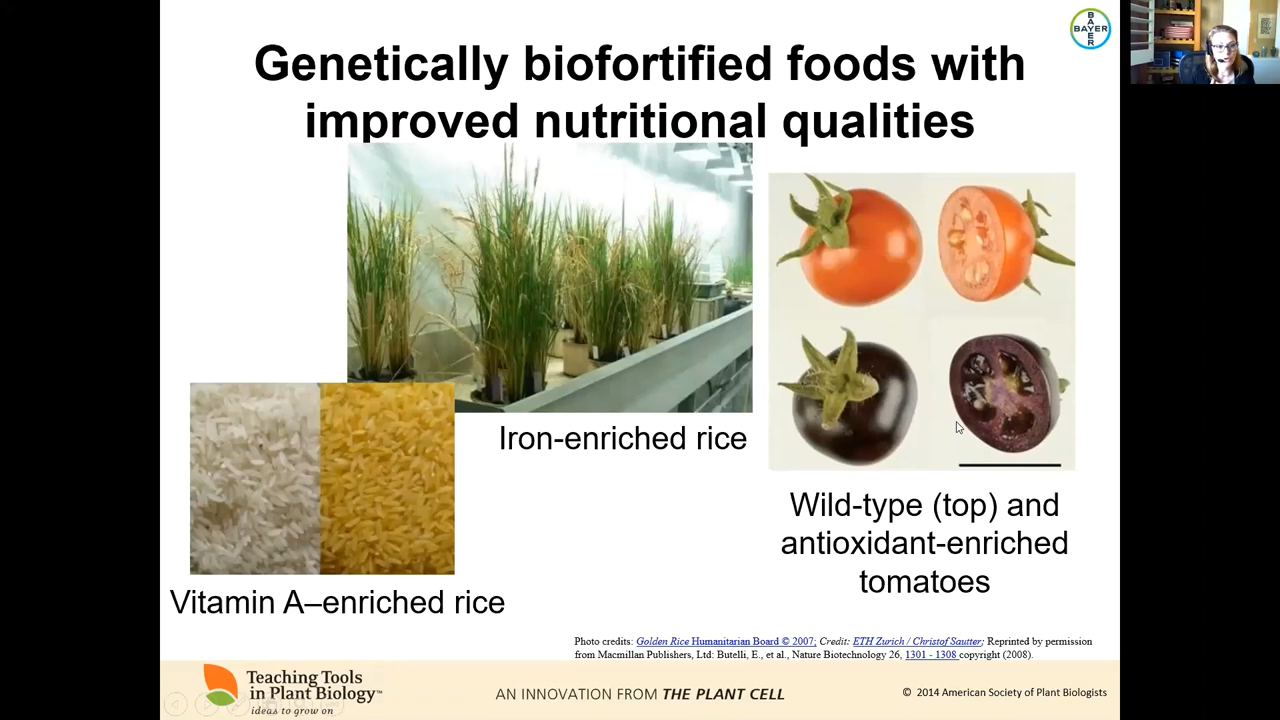 Genetically biofortified foods with
improved nutritional qualities
BAYER
BAYER
Iron-enriched rice
Wild-type (top) and
antioxidant-enriched
tomatoes
Vitamin A–enriched rice
Photo credits: Golden Rice Humanitarian Board © 2007; Credit: ETH Zurich / Christof Sautter; Reprinted by permission
from Macmillan Publishers, Ltd: Butelli, E., et al., Nature Biotechnology 26, 1301 - 1308 copyright (2008).
Teaching Tools
in Plant Biology™
ideas to grow on
AN INNOVATION FROM THE PLANT CELL
© 2014 American Society of Plant Biologists